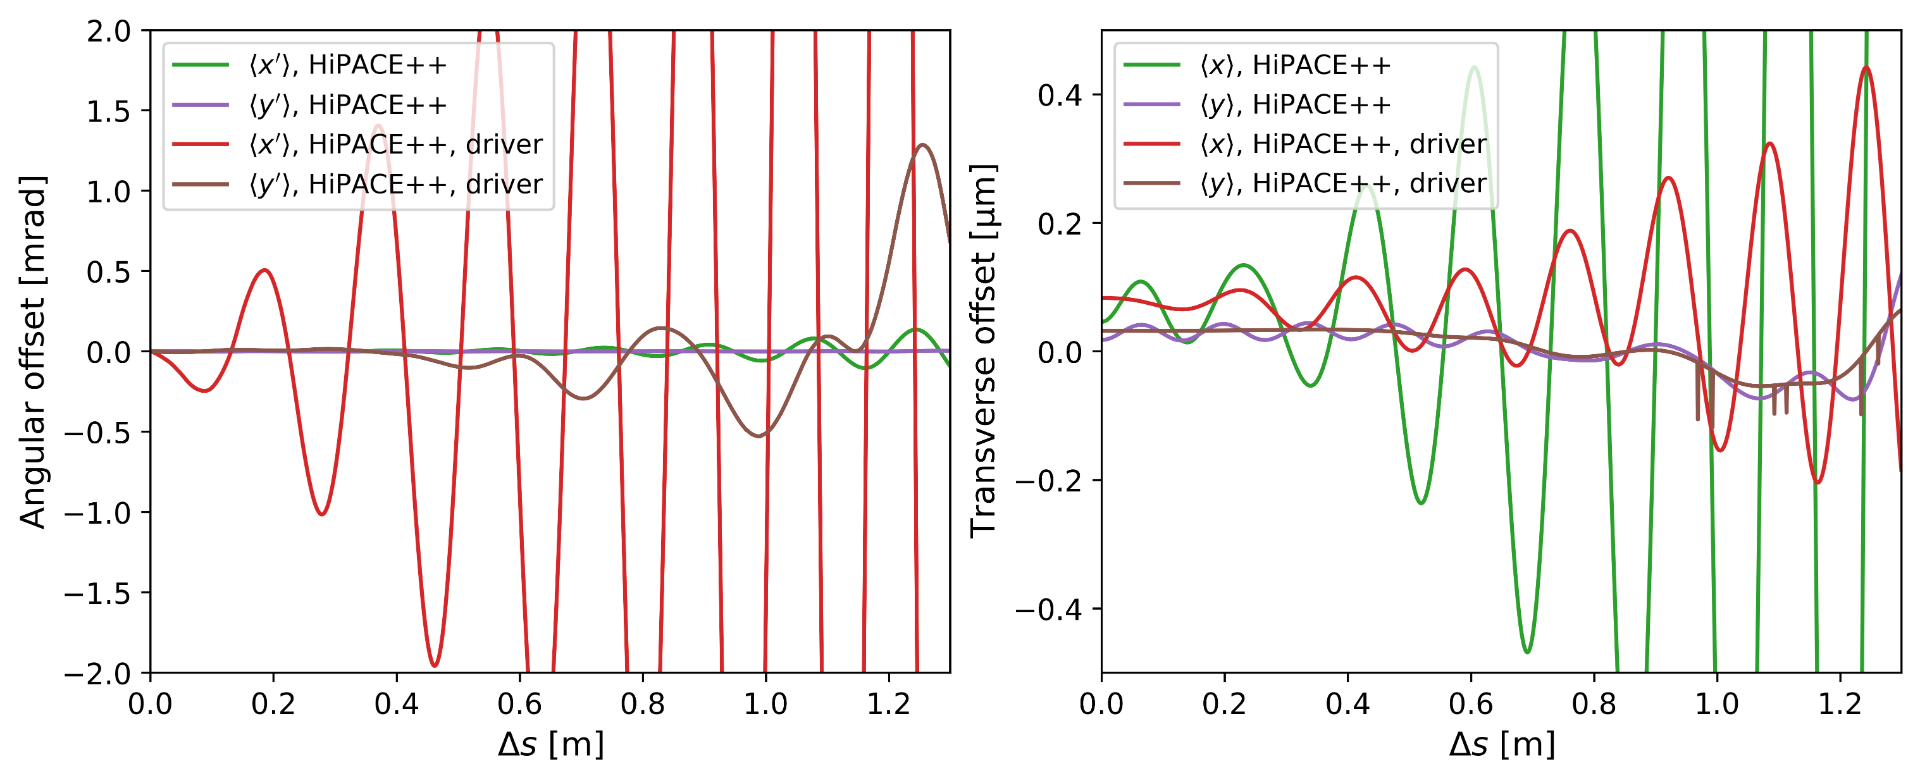 2.0
1.5
1.0
0.5
0.0
−0.5
−1.0
−1.5
−2.0
Angular offset [mrad]
⟨x′⟩, HiPACE++
⟨y′⟩, HiPACE++
⟨x′⟩, HiPACE++, driver
⟨y′⟩, HiPACE++, driver
0.0 0.2 0.4 0.6 0.8 1.0 1.2
Δs [m]
0.4
0.2
0.0
−0.2
−0.4
Transverse offset [µm]
⟨x⟩, HiPACE++
⟨y⟩, HiPACE++
⟨x⟩, HiPACE++, driver
⟨y⟩, HiPACE++, driver
0.0 0.2 0.4 0.6 0.8 1.0 1.2
Δs [m]